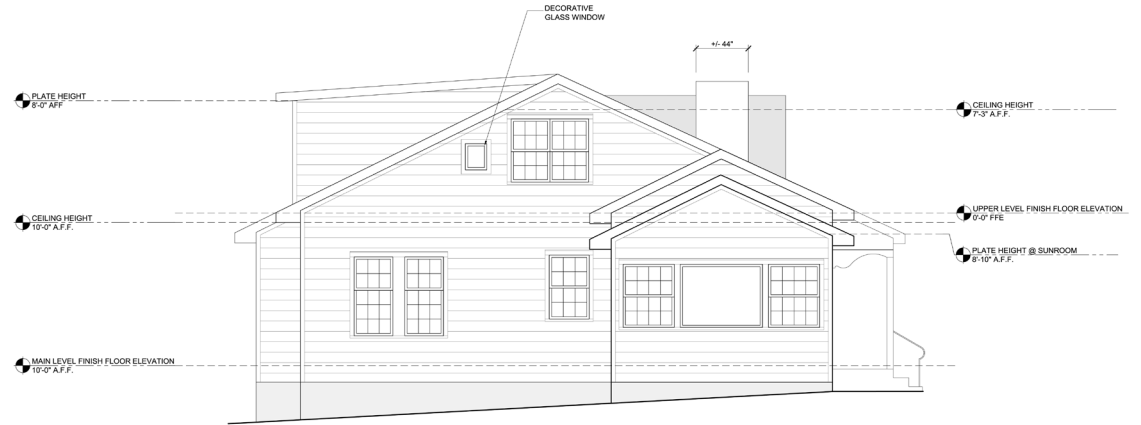 DECORATIVE
GLASS WINDOW
+/- 44"
PLATE HEIGHT
8'-0" AFF
CEILING HEIGHT
7'-3" A.F.F.
CEILING HEIGHT
10'-0" A.F.F.
UPPER LEVEL FINISH FLOOR ELEVATION
0'-0" FFE
PLATE HEIGHT @ SUNROOM
8'-10" A.F.F.
MAIN LEVEL FINISH FLOOR ELEVATION
10'-0" A.F.F.